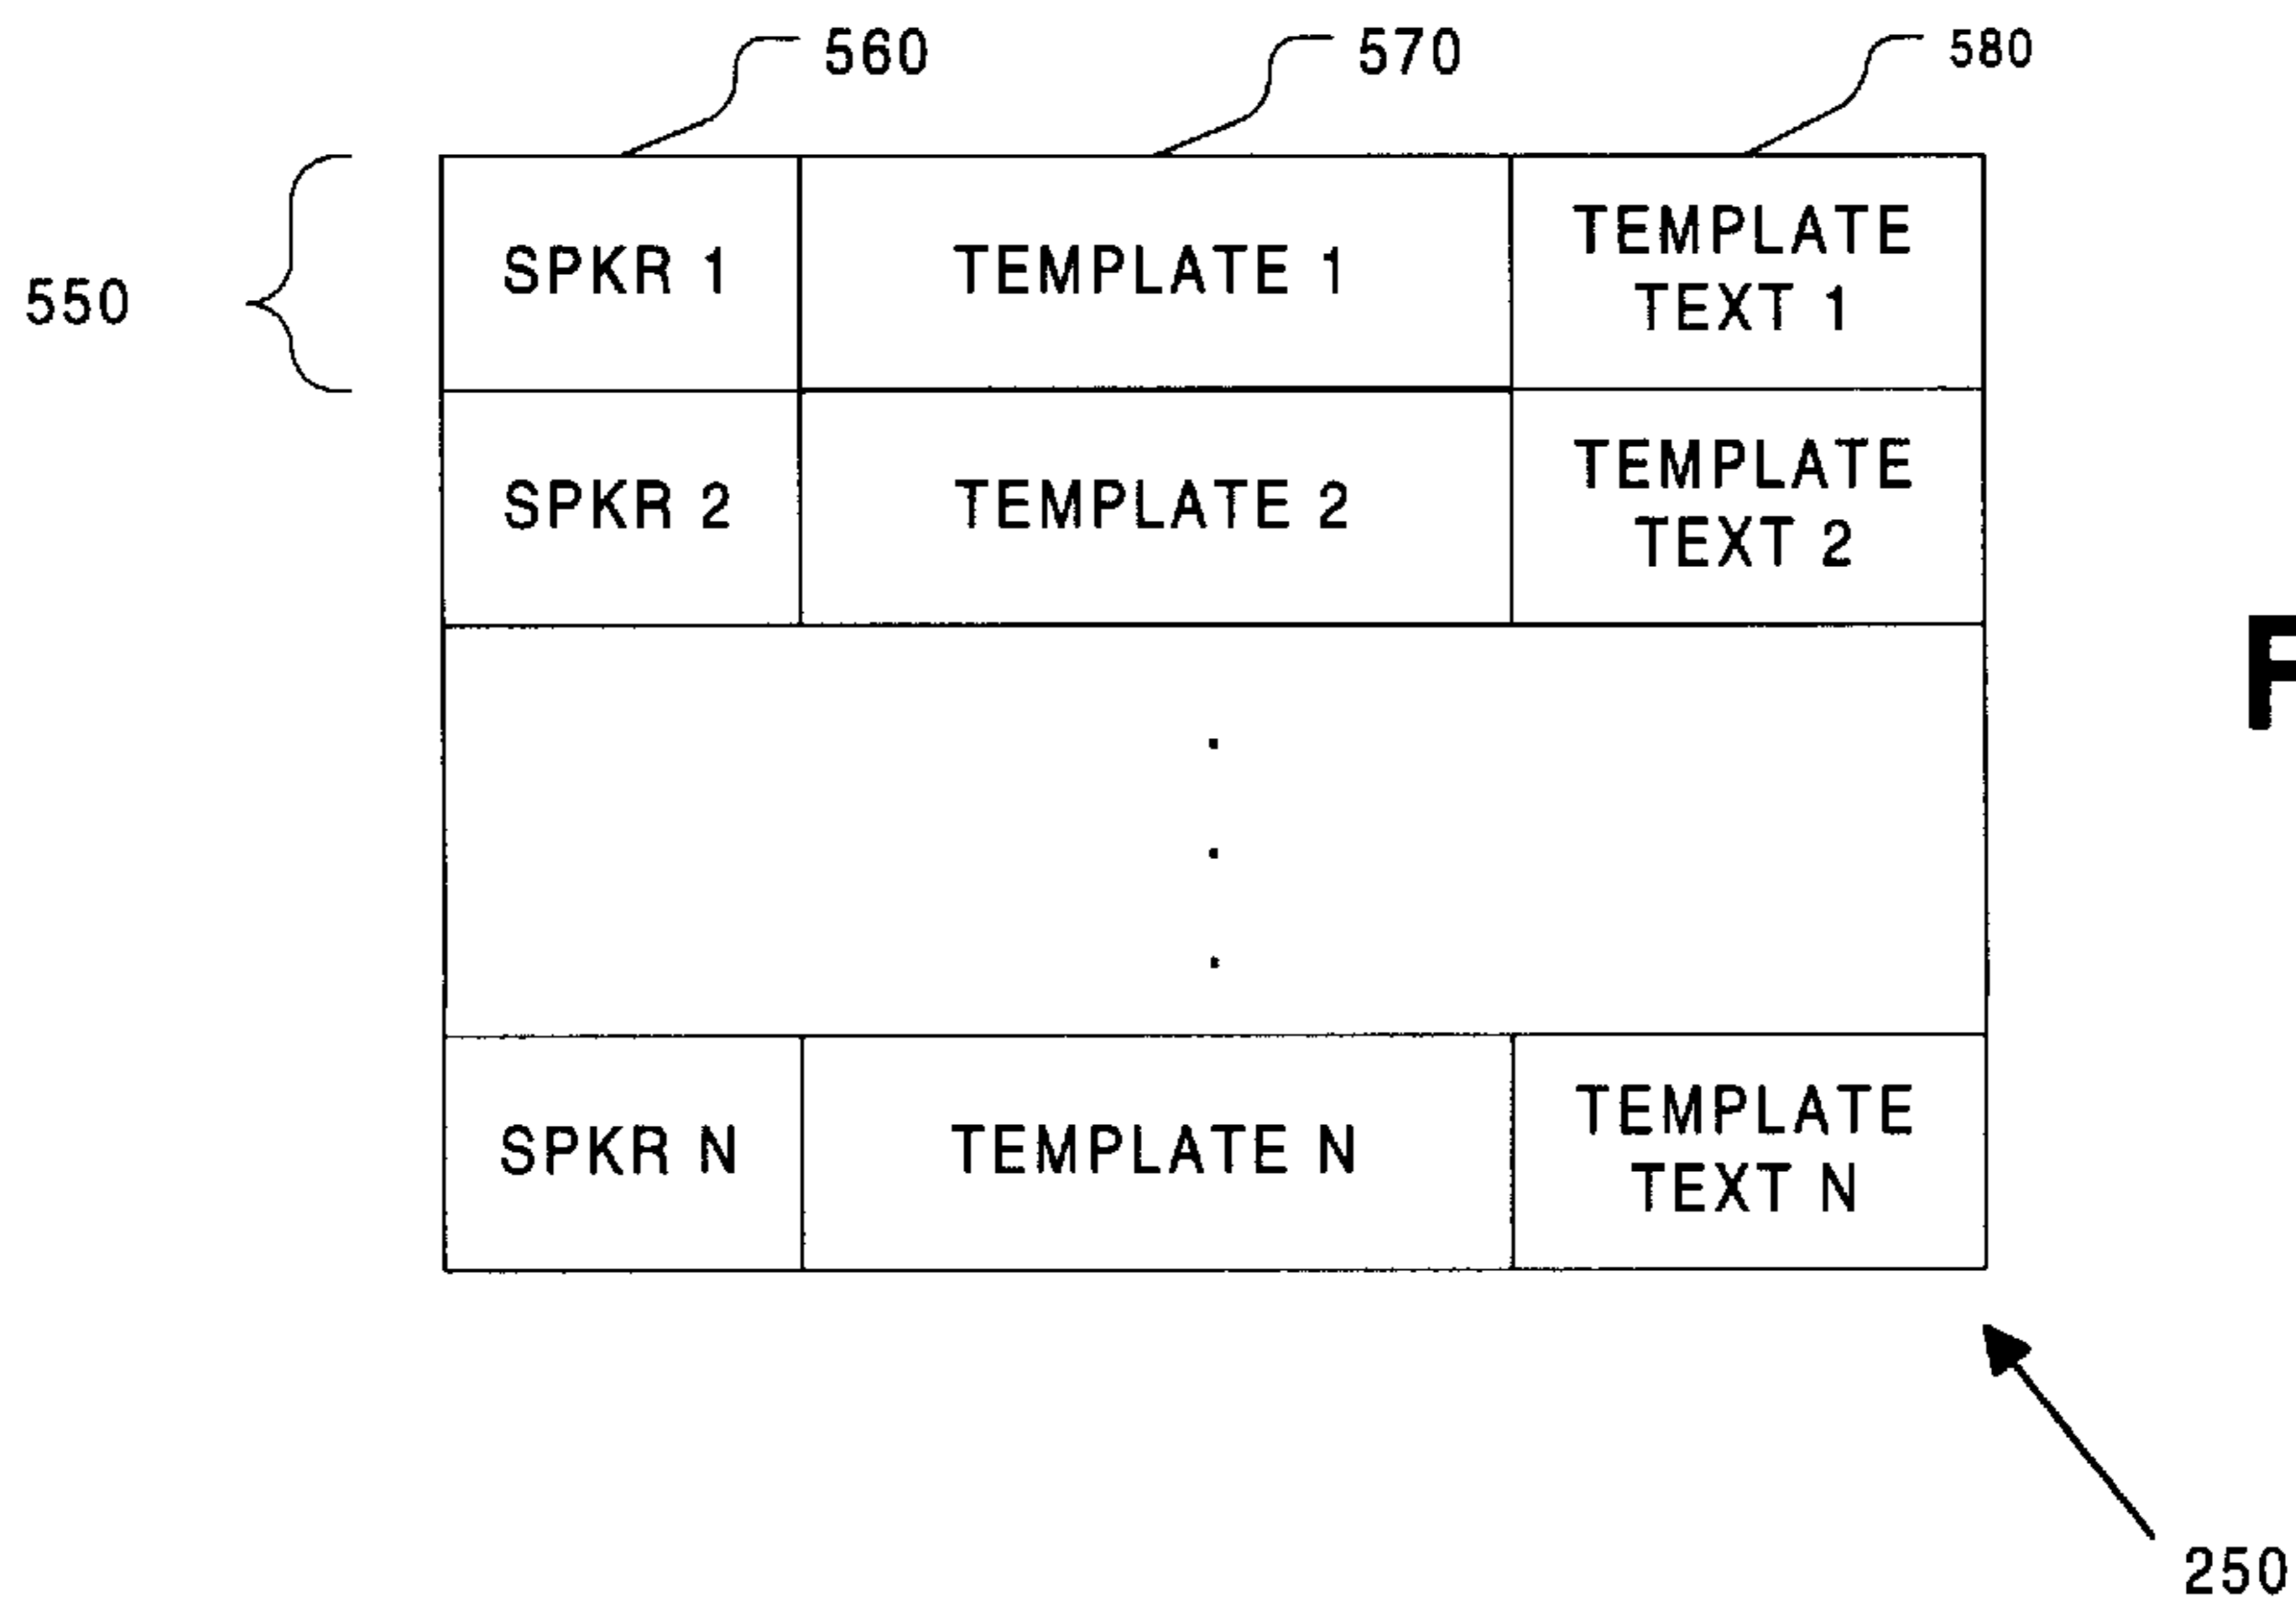 560
570
580
550
SPKR 1
TEMPLATE 1
TEMPLATE
TEXT 1
SPKR 2
TEMPLATE 2
TEMPLATE
TEXT 2
.
.
.
SPKR N
TEMPLATE N
TEMPLATE
TEXT N
250